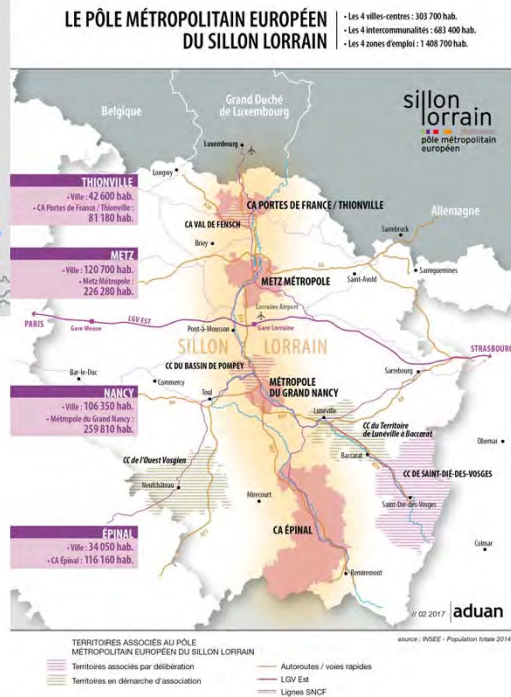 LE PÔLE MÉTROPOLITAIN EUROPÉEN
DU SILLON LORRAIN
• Les 4 villes-centres : 303 700 hab.
• Les 4 intercommunalités : 683 400 hab.
• Les 4 zones d'emploi : 1 408 700 hab.
Belgique
Grand Duché
de Luxembourg
Luxembourg
sillon
lorrain
pôle métropolitain
européen
Longwy
THIONVILLE
• Ville : 42 600 hab.
• CA Portes de France / Thionville :
81 180 hab.
CA PORTES DE FRANCE / THIONVILLE
CA VAL DE FENSCH
Allemagne
Briey
Sarrebruck
METZ
• Ville : 120 700 hab.
• Metz Métropole :
226 280 hab.
METZ MÉTROPOLE
Saint-Avold
Sarreguemines
Lorraine Airport
PARIS
LGV EST
Gare Meuse
Pont-à-Mousson
Gare Lorraine
SILLON
LORRAIN
STRASBOURG
CC DU BASSIN DE POMPEY
Bar-le-Duc
Commercy
Sarrebourg
NANCY
• Ville : 106 350 hab.
• Métropole du Grand Nancy :
259 810 hab.
Toul
MÉTROPOLE
DU GRAND NANCY
Lunéville
CC du Territoire
de Lunéville à Baccarat
Obernai
CC de l'Ouest Vosgien
Baccarat
CC DE SAINT-DIÉ-DES-VOSGES
Neufchâteau
Mirecourt
Saint-Dié-des-Vosges
ÉPINAL
• Ville : 34 050 hab.
• CA Épinal : 116 160 hab.
CA ÉPINAL
Colmar
Remiremont
// 02 2017
aduan
source : INSEE - Population totale 2014
TERRITOIRES ASSOCIÉS AU PÔLE
MÉTROPOLITAIN EUROPÉEN DU SILLON LORRAIN
Territoires associés par délibération
Territoires en démarche d'association
Autoroutes / voies rapides
LGV Est
Lignes SNCF